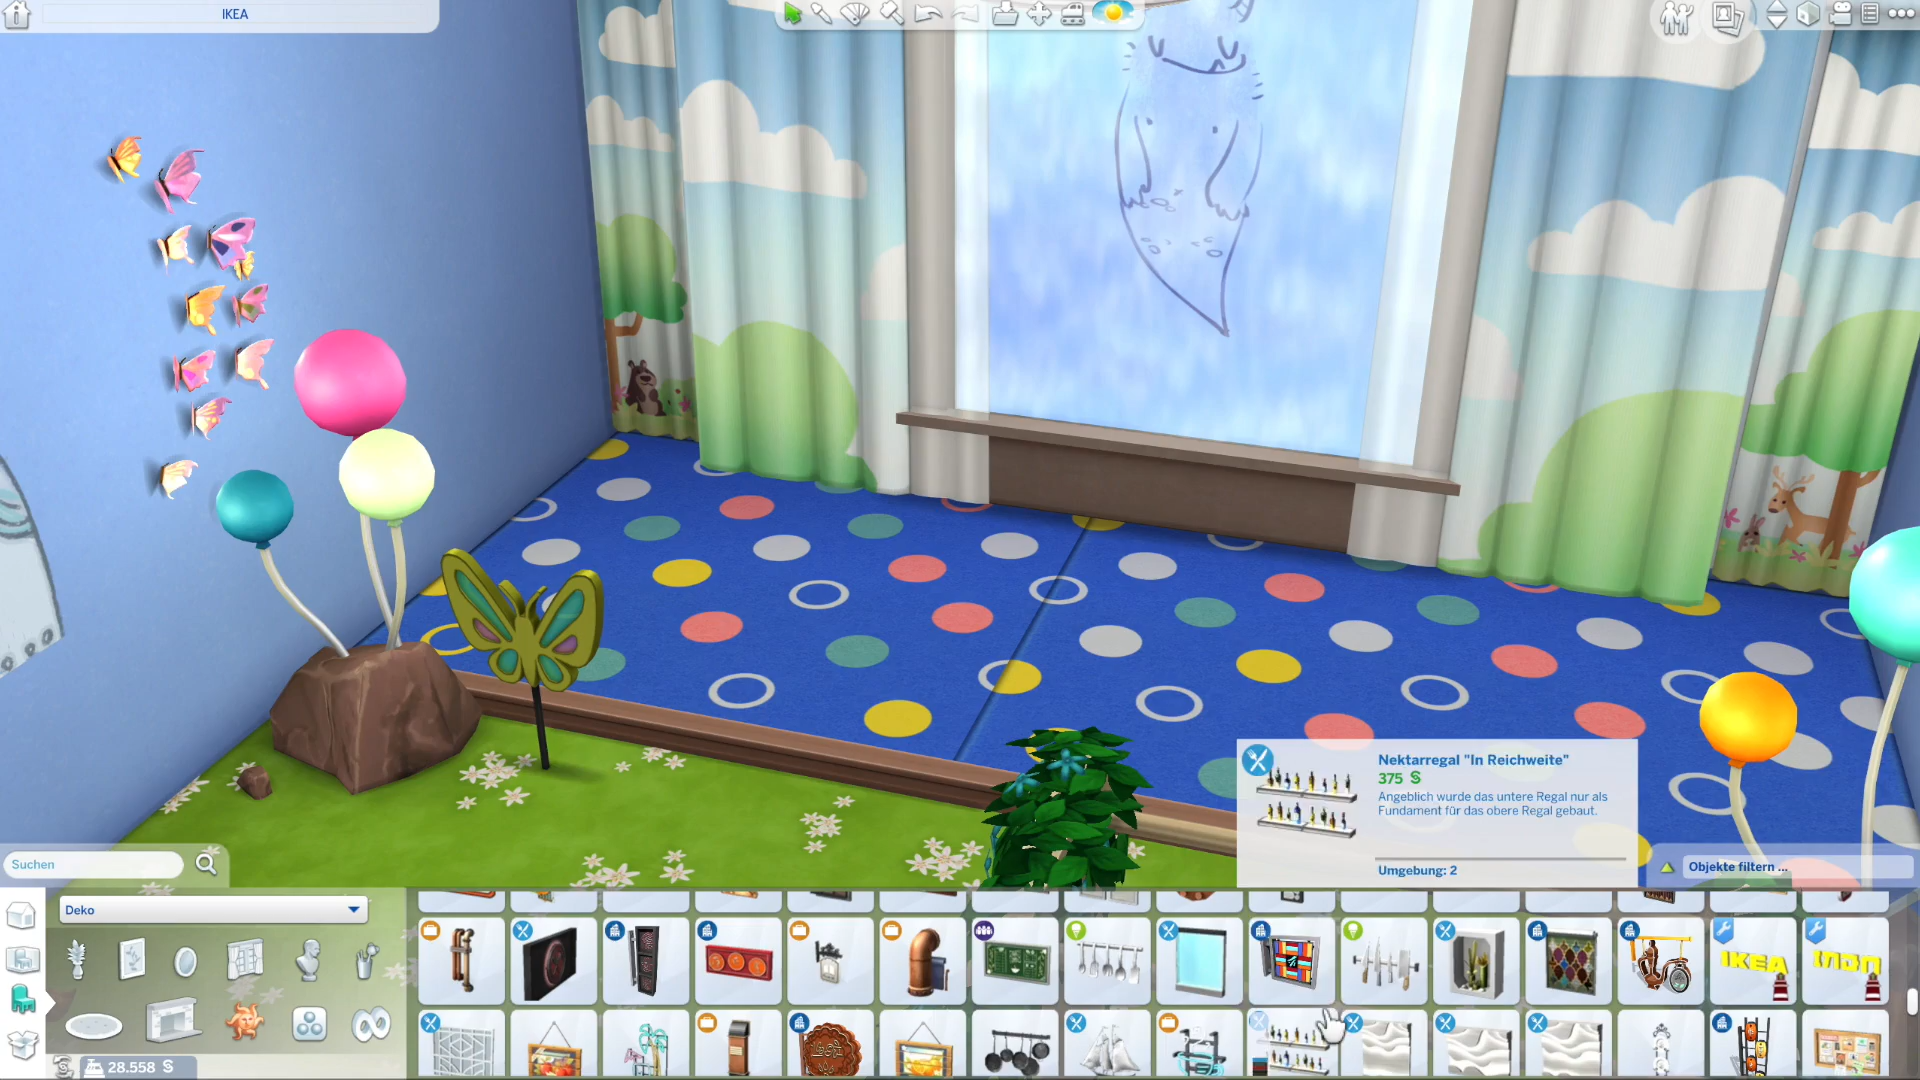 IKEA
Nektarregal "In Reichweite"
375 §
Angeblich wurde das untere Regal nur als
Fundament für das obere Regal gebaut.
Umgebung: 2
Suchen
Objekte filtern ...
Deko
IKEA
28.558 §